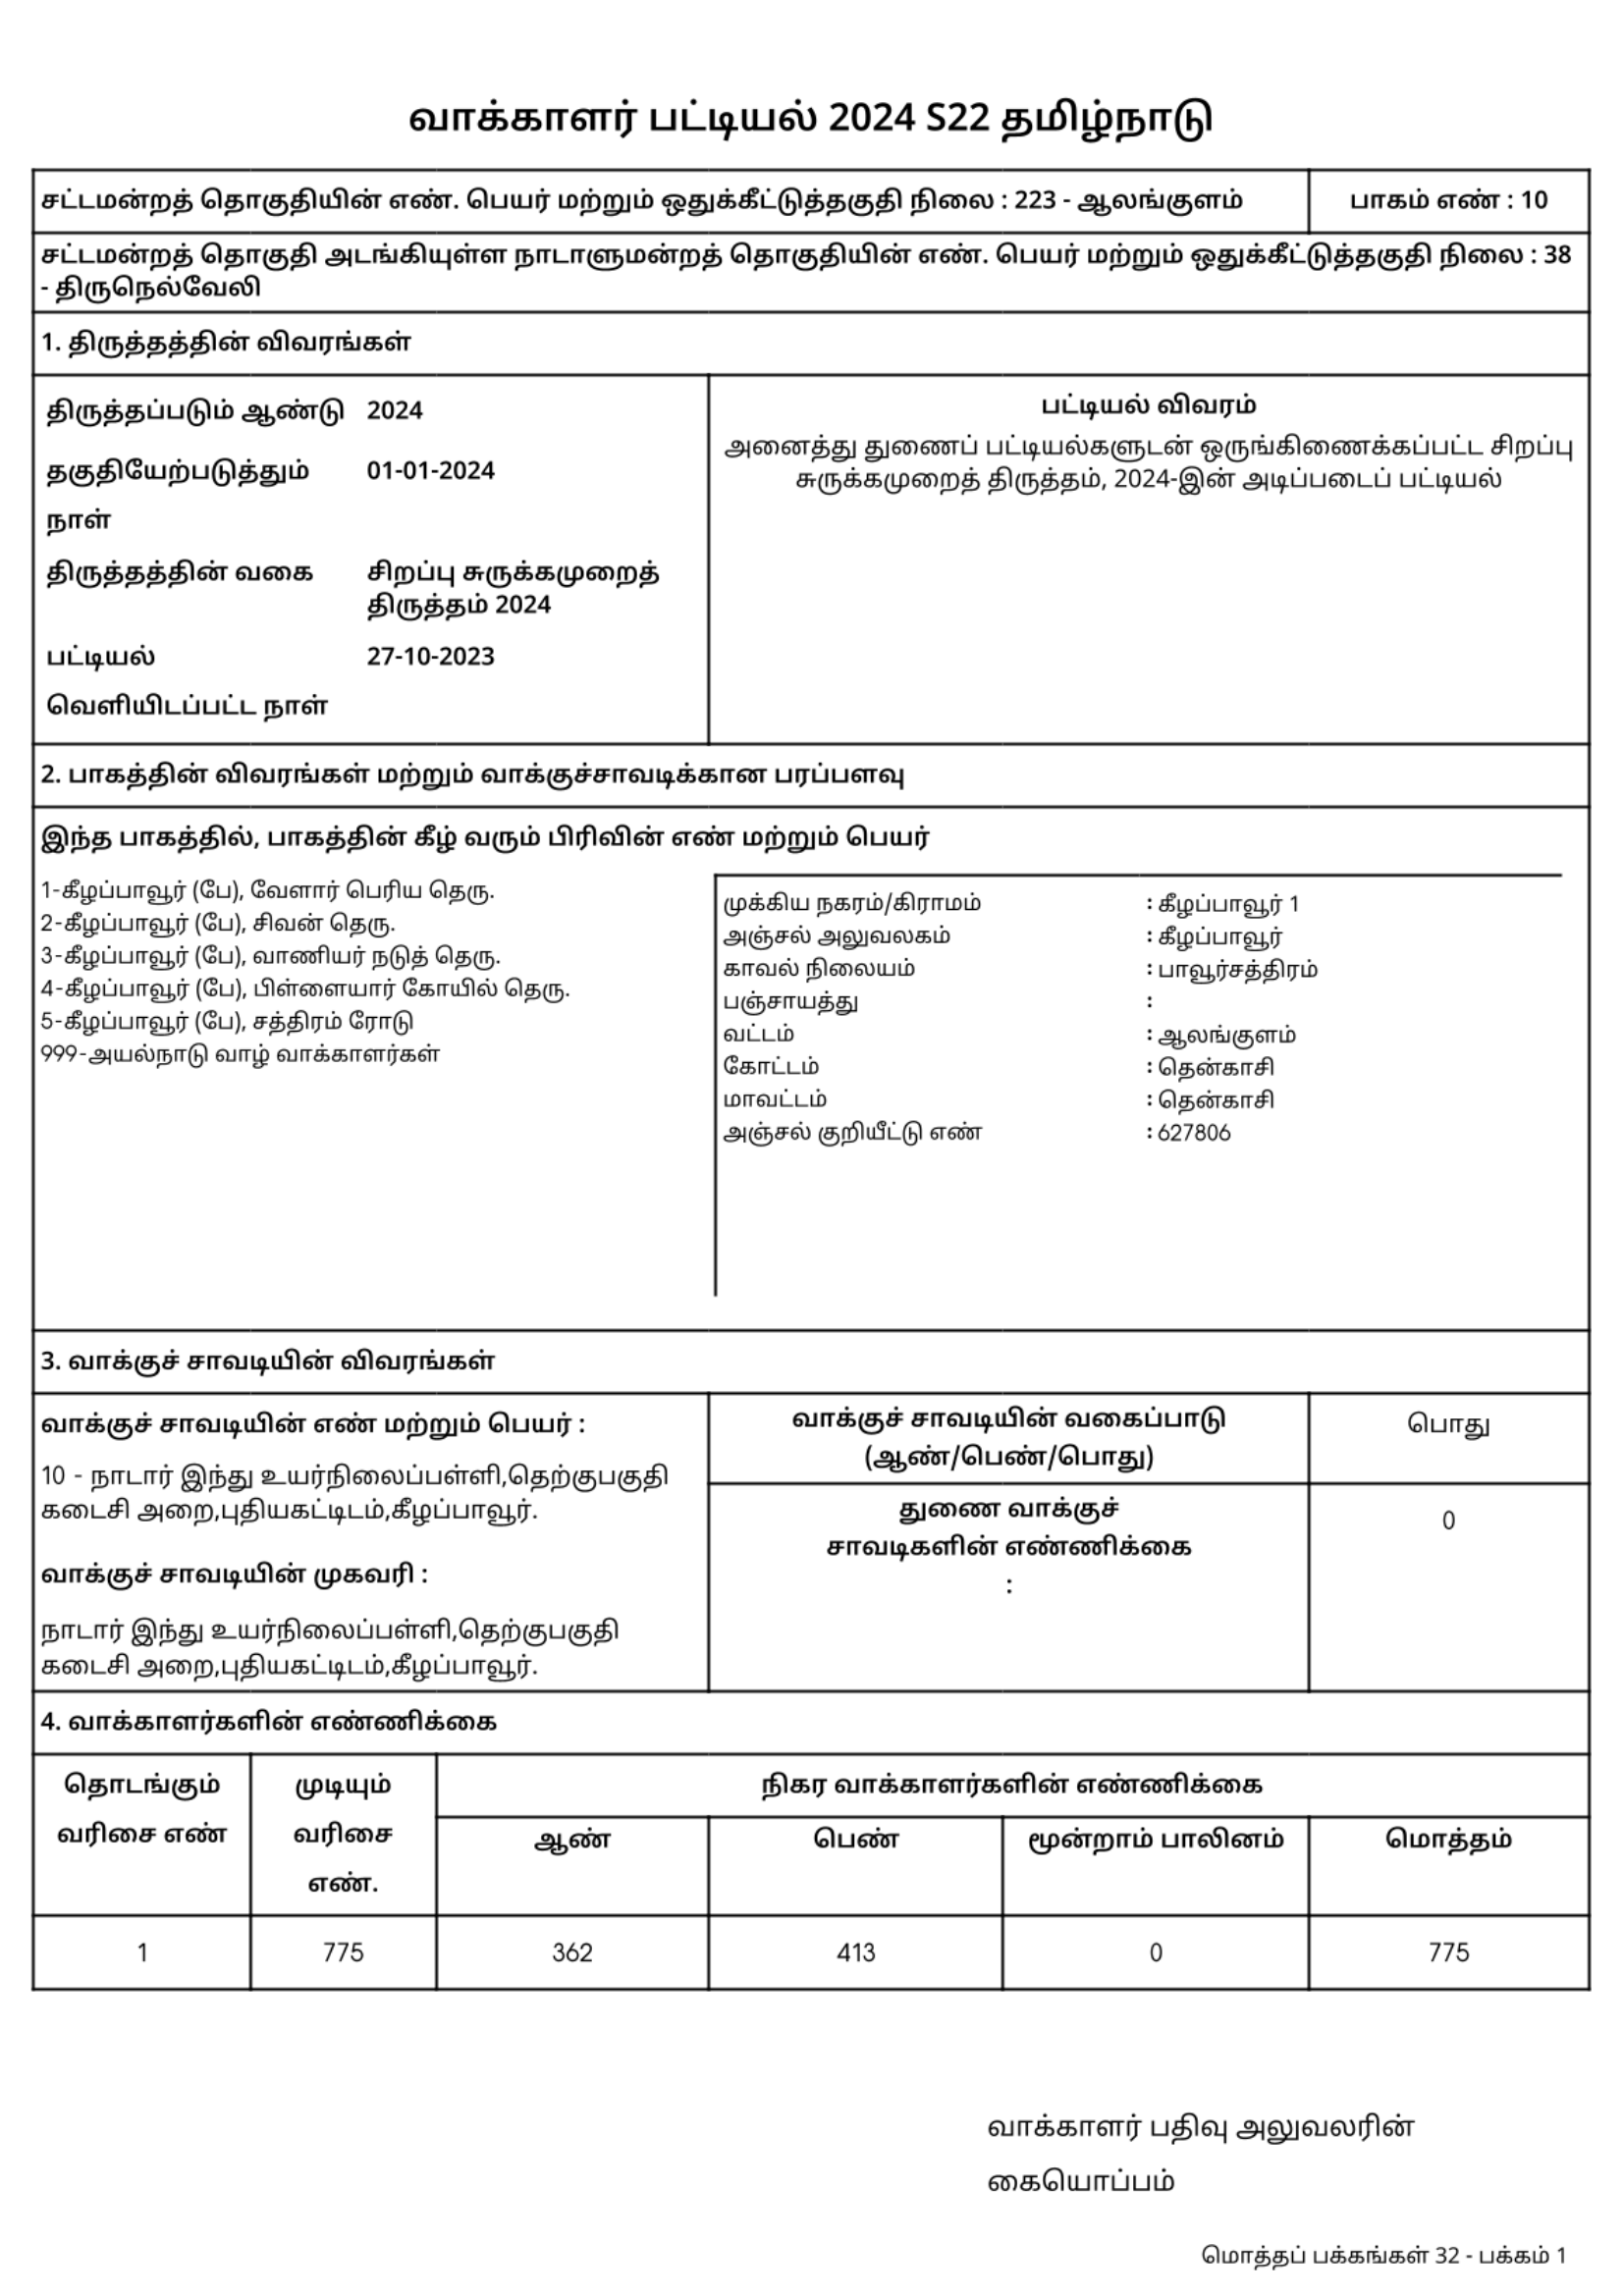 வாக்காளர் பட்டியல் 2024 S22 தமிழ்நாடு
சட்டமன்றத் தொகுதியின் எண். பெயர் மற்றும் ஒதுக்கீட்டுத்தகுதி நிலை : 223 - ஆலங்குளம்
பாகம் எண் : 10
சட்டமன்றத் தொகுதி அடங்கியுள்ள நாடாளுமன்றத் தொகுதியின் எண். பெயர் மற்றும் ஒதுக்கீட்டுத்தகுதி நிலை : 38
- திருநெல்வேலி
1. திருத்தத்தின் விவரங்கள்
திருத்தப்படும் ஆண்டு 2024
தகுதியேற்படுத்தும் 01-01-2024
நாள்
திருத்தத்தின் வகை சிறப்பு சுருக்கமுறைத்
திருத்தம் 2024
பட்டியல் 27-10-2023
வெளியிடப்பட்ட நாள்
பட்டியல் விவரம்
அனைத்து துணைப் பட்டியல்களுடன் ஒருங்கிணைக்கப்பட்ட சிறப்பு
சுருக்கமுறைத் திருத்தம், 2024-இன் அடிப்படைப் பட்டியல்
2. பாகத்தின் விவரங்கள் மற்றும் வாக்குச்சாவடிக்கான பரப்பளவு
இந்த பாகத்தில், பாகத்தின் கீழ் வரும் பிரிவின் எண் மற்றும் பெயர்
1-கீழப்பாவூர் (பே), வேளார் பெரிய தெரு.
2-கீழப்பாவூர் (பே), சிவன் தெரு.
3-கீழப்பாவூர் (பே), வாணியர் நடுத் தெரு.
4-கீழப்பாவூர் (பே), பிள்ளையார் கோயில் தெரு.
5-கீழப்பாவூர் (பே), சத்திரம் ரோடு
999-அயல்நாடு வாழ் வாக்காளர்கள்
முக்கிய நகரம்/கிராமம் : கீழப்பாவூர் 1
அஞ்சல் அலுவலகம் : கீழப்பாவூர்
காவல் நிலையம் : பாவூர்சத்திரம்
பஞ்சாயத்து :
வட்டம் : ஆலங்குளம்
கோட்டம் : தென்காசி
மாவட்டம் : தென்காசி
அஞ்சல் குறியீட்டு எண் : 627806
3. வாக்குச் சாவடியின் விவரங்கள்
வாக்குச் சாவடியின் எண் மற்றும் பெயர் :
10 - நாடார் இந்து உயர்நிலைப்பள்ளி,தெற்குபகுதி
கடைசி அறை,புதியகட்டிடம்,கீழப்பாவூர்.
வாக்குச் சாவடியின் முகவரி :
நாடார் இந்து உயர்நிலைப்பள்ளி,தெற்குபகுதி
கடைசி அறை,புதியகட்டிடம்,கீழப்பாவூர்.
வாக்குச் சாவடியின் வகைப்பாடு
(ஆண்/பெண்/பொது)
பொது
துணை வாக்குச்
சாவடிகளின் எண்ணிக்கை
:
0
4. வாக்காளர்களின் எண்ணிக்கை
தொடங்கும்
வரிசை எண்
முடியும்
வரிசை
எண்.
நிகர வாக்காளர்களின் எண்ணிக்கை
ஆண் பெண் மூன்றாம் பாலினம் மொத்தம்
1 775 362 413 0 775
வாக்காளர் பதிவு அலுவலரின்
கையொப்பம்
மொத்தப் பக்கங்கள் 32 - பக்கம் 1